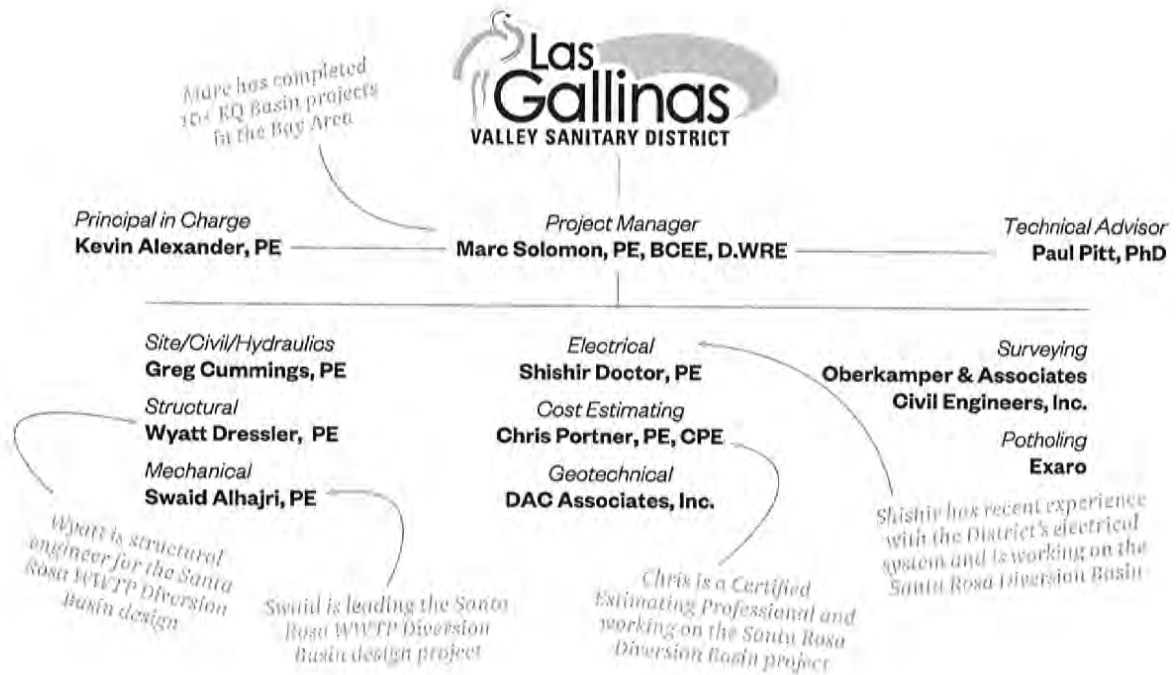 Las
Gallinas
VALLEY SANITARY DISTRICT
Marc has completed
10+ EQ Basin projects
in the Bay Area
Principal in Charge
Kevin Alexander, PE
Project Manager
Marc Solomon, PE, BCEE, D.WRE
Technical Advisor
Paul Pitt, PhD
Site/Civil/Hydraulics
Greg Cummings, PE
Structural
Wyatt Dressler, PE
Mechanical
Swaid Alhajri, PE
Electrical
Shishir Doctor, PE
Cost Estimating
Chris Portner, PE, CPE
Geotechnical
DAC Associates, Inc.
Surveying
Oberkamper & Associates
Civil Engineers, Inc.
Potholing
Exaro
Wyatt is structural
engineer for the Santa
Rosa WWTP Diversion
Basin design
Swaid is leading the Santa
Rosa WWTP Diversion
Basin design project
Chris is a Certified
Estimating Professional and
working on the Santa Rosa
Diversion Basin project
Shishir has recent experience
with the District's electrical
system and is working on the
Santa Rosa Diversion Basin